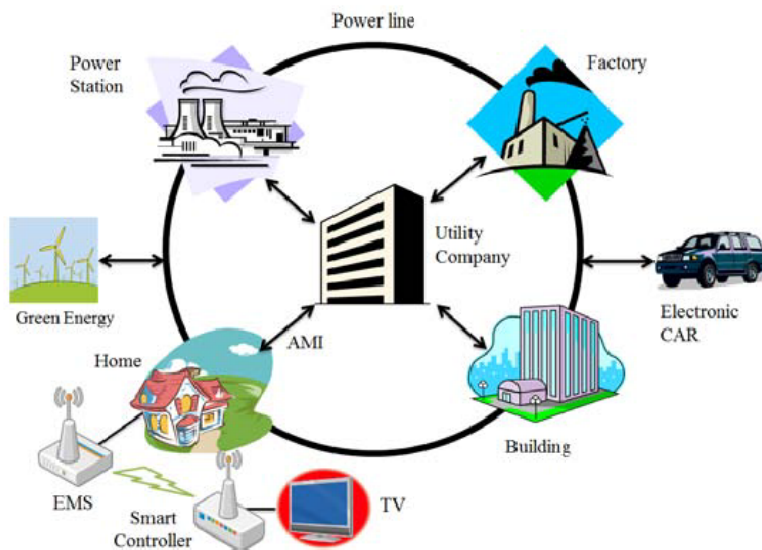 Power line
Power
Station
Factory
Utility
Company
Green Energy
Electronic
CAR
AMI
Home
Building
EMS
Smart
Controller
TV